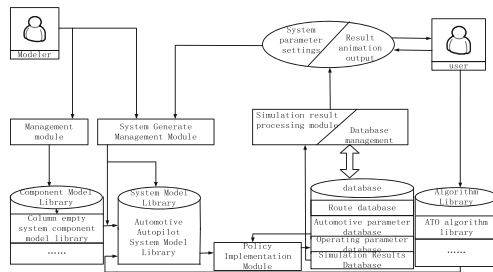 System
parameter
settings
Result
animation
output
Modeler
user
Simulation result
processing module
Database
management
Management
module
System Generate
Management Module
Component Model
Library
Column empty
system component
model library
......
System Model
Library
Automotive
Autopilot
System Model Library
Policy
Implementation
Module
database
Route database
Automotive parameter
database
Operating parameter
database
Simulation Results
Database
Algorithm
Library
ATO algorithm
library
......